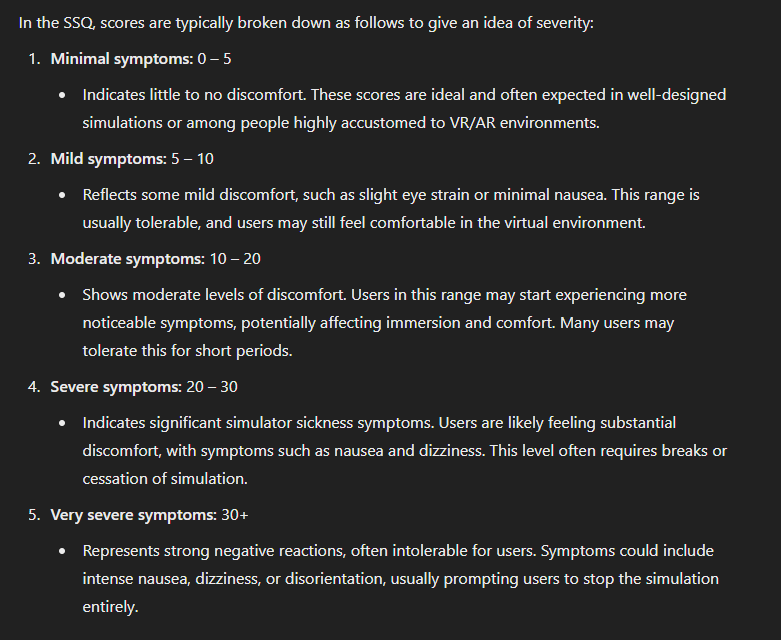 In the SSQ, scores are typically broken down as follows to give an idea of severity:
1. Minimal symptoms: 0 – 5
• Indicates little to no discomfort. These scores are ideal and often expected in well-designed
simulations or among people highly accustomed to VR/AR environments.
2. Mild symptoms: 5 – 10
• Reflects some mild discomfort, such as slight eye strain or minimal nausea. This range is
usually tolerable, and users may still feel comfortable in the virtual environment.
3. Moderate symptoms: 10 – 20
• Shows moderate levels of discomfort. Users in this range may start experiencing more
noticeable symptoms, potentially affecting immersion and comfort. Many users may
tolerate this for short periods.
4. Severe symptoms: 20 – 30
• Indicates significant simulator sickness symptoms. Users are likely feeling substantial
discomfort, with symptoms such as nausea and dizziness. This level often requires breaks or
cessation of simulation.
5. Very severe symptoms: 30+
• Represents strong negative reactions, often intolerable for users. Symptoms could include
intense nausea, dizziness, or disorientation, usually prompting users to stop the simulation
entirely.